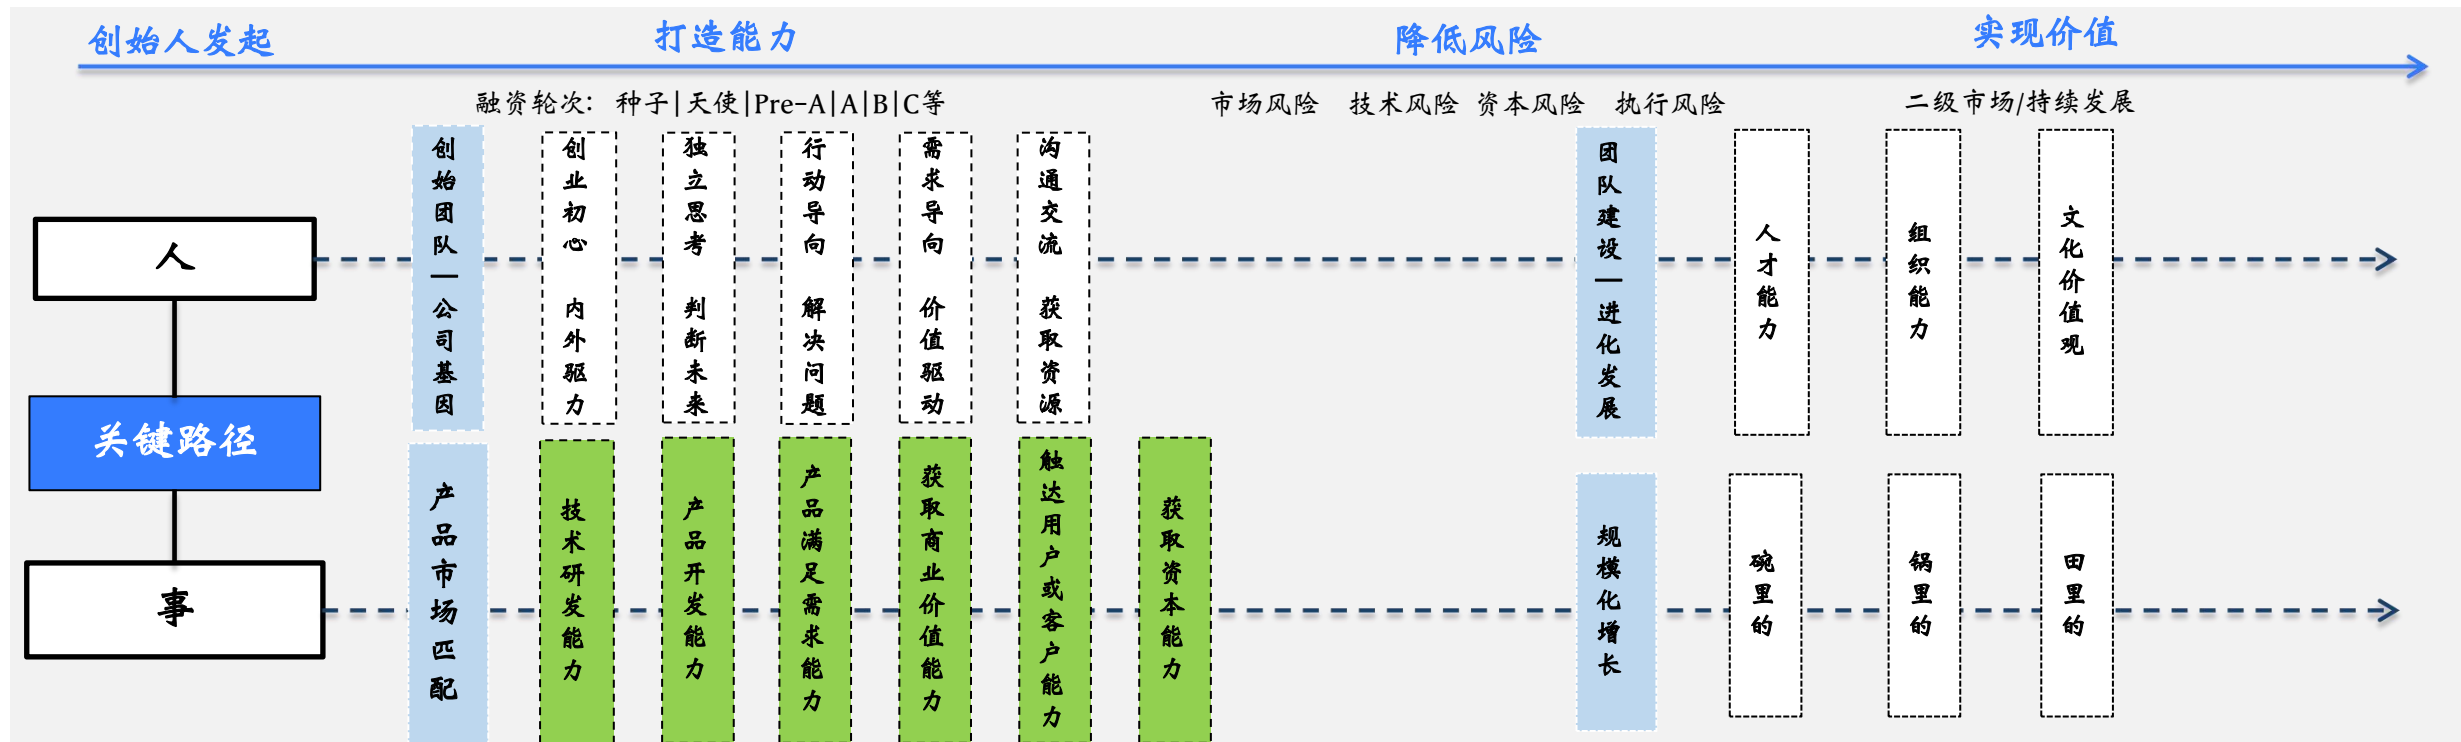 创始人发起
打造能力
降低风险
实现价值
融资轮次: 种子|天使|Pre-A|A|B|C等
市场风险 技术风险 资本风险 执行风险
二级市场/持续发展
人
创始团队—公司基因
创业初心 内外驱力
独立思考 判断未来
行动导向 解决问题
需求导向 价值驱动
沟通交流 获取资源
团队建设—进化发展
人才能力
组织能力
文化价值观
关键路径
事
产品市场匹配
技术研发能力
产品开发能力
产品满足需求能力
获取商业价值能力
触达用户或客户能力
获取资本能力
规模化增长
碗里的
锅里的
田里的